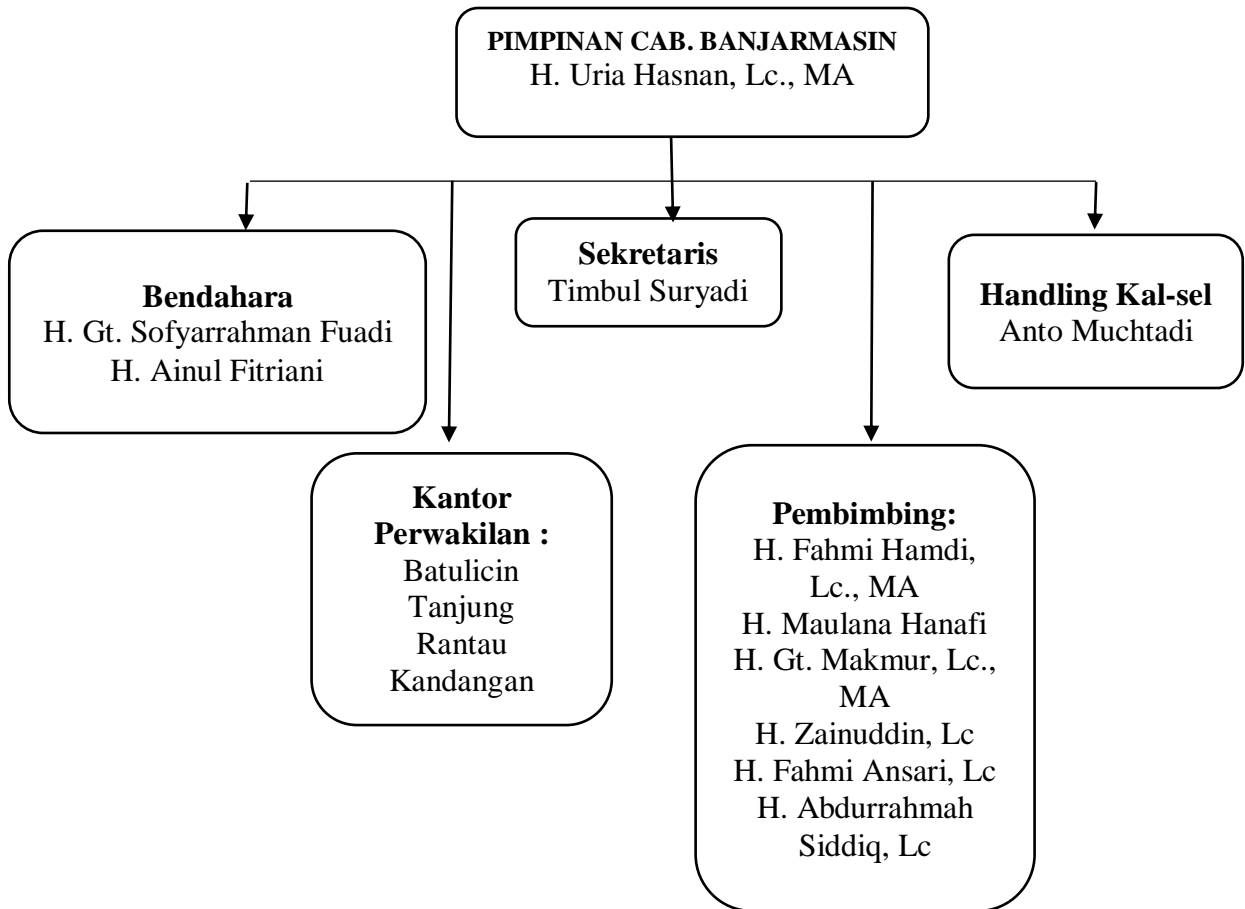 PIMPINAN CAB. BANJARMASIN
H. Uria Hasnan, Lc., MA
Bendahara
H. Gt. Sofyarrahman Fuadi
H. Ainul Fitriani
Sekretaris
Timbul Suryadi
Handling Kal-sel
Anto Muchtadi
Kantor
Perwakilan :
Batulicin
Tanjung
Rantau
Kandangan
Pembimbing:
H. Fahmi Hamdi,
Lc., MA
H. Maulana Hanafi
H. Gt. Makmur, Lc.,
MA
H. Zainuddin, Lc
H. Fahmi Ansari, Lc
H. Abdurrahmah
Siddiq, Lc